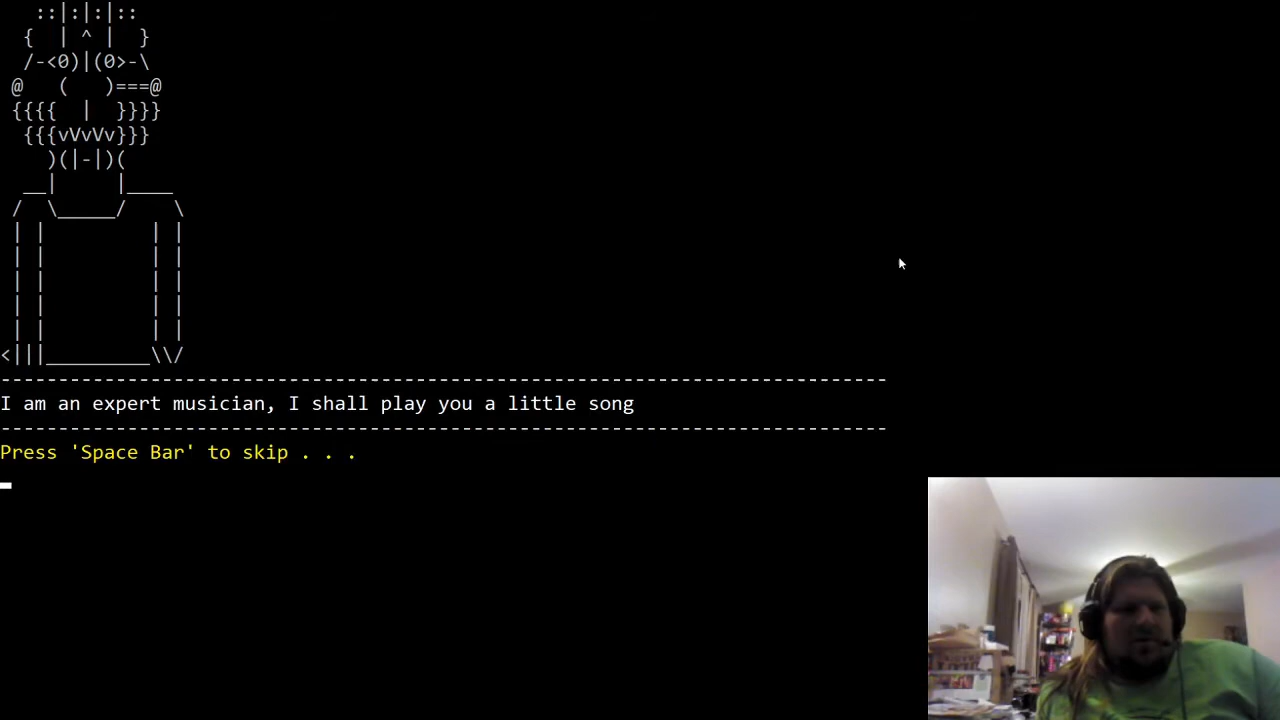 I am an expert musician, I shall play you a little song
Press 'Space Bar' to skip . . .